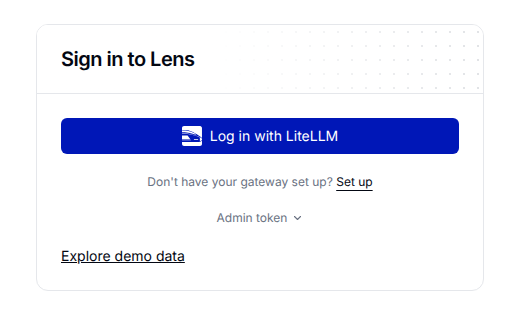 Sign in to Lens
Log in with LiteLLM
Don't have your gateway set up? Set up
Admin token
Explore demo data